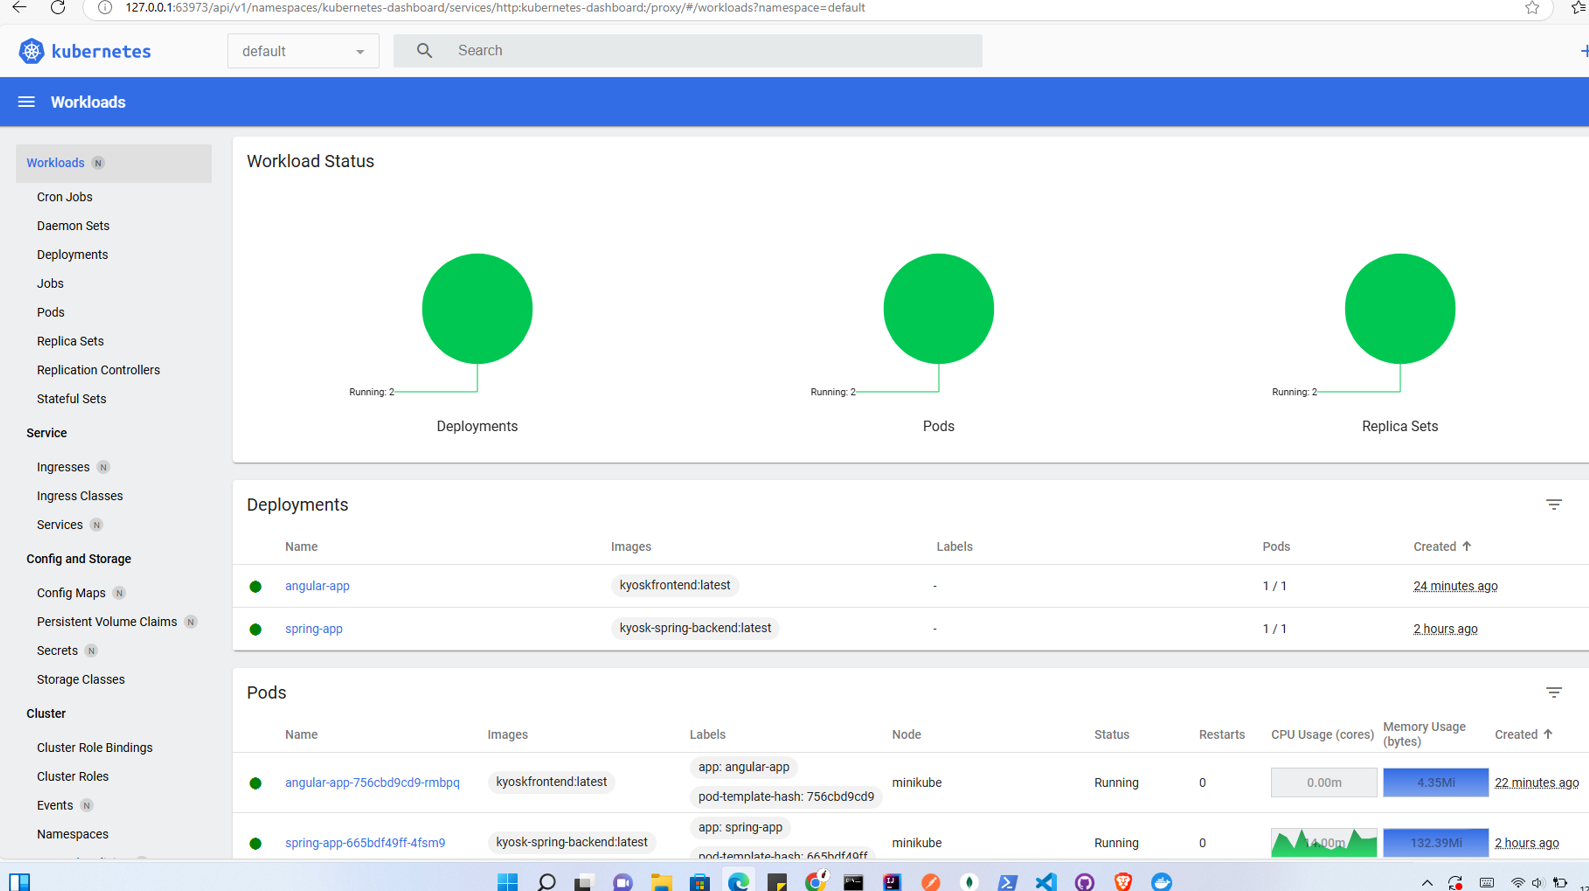 127.0.0.1:63973/api/v1/namespaces/kubernetes-dashboard/services/http:kubernetes-dashboard:/proxy/#/workloads?namespace=default
kubernetes
default
Search
Workloads
Workloads N
Cron Jobs
Daemon Sets
Deployments
Jobs
Pods
Replica Sets
Replication Controllers
Stateful Sets
Service
Ingresses N
Ingress Classes
Services N
Config and Storage
Config Maps N
Persistent Volume Claims N
Secrets N
Storage Classes
Cluster
Cluster Role Bindings
Cluster Roles
Events N
Namespaces
Workload Status
Running: 2
Deployments
Running: 2
Pods
Running: 2
Replica Sets
Deployments
Name Images Labels Pods Created
angular-app kyoskfrontend:latest - 1 / 1 24 minutes ago
spring-app kyosk-spring-backend:latest - 1 / 1 2 hours ago
Pods
Name Images Labels Node Status Restarts CPU Usage (cores) Memory Usage (bytes) Created
angular-app-756cbd9cd9-rmbpq kyoskfrontend:latest app: angular-app minikube Running 0 0.00m 4.35Mi 22 minutes ago
pod-template-hash: 756cbd9cd9
spring-app-665bdf49ff-4fsm9 kyosk-spring-backend:latest app: spring-app minikube Running 0 14.00m 132.39Mi 2 hours ago
pod-template-hash: 665bdf49ff